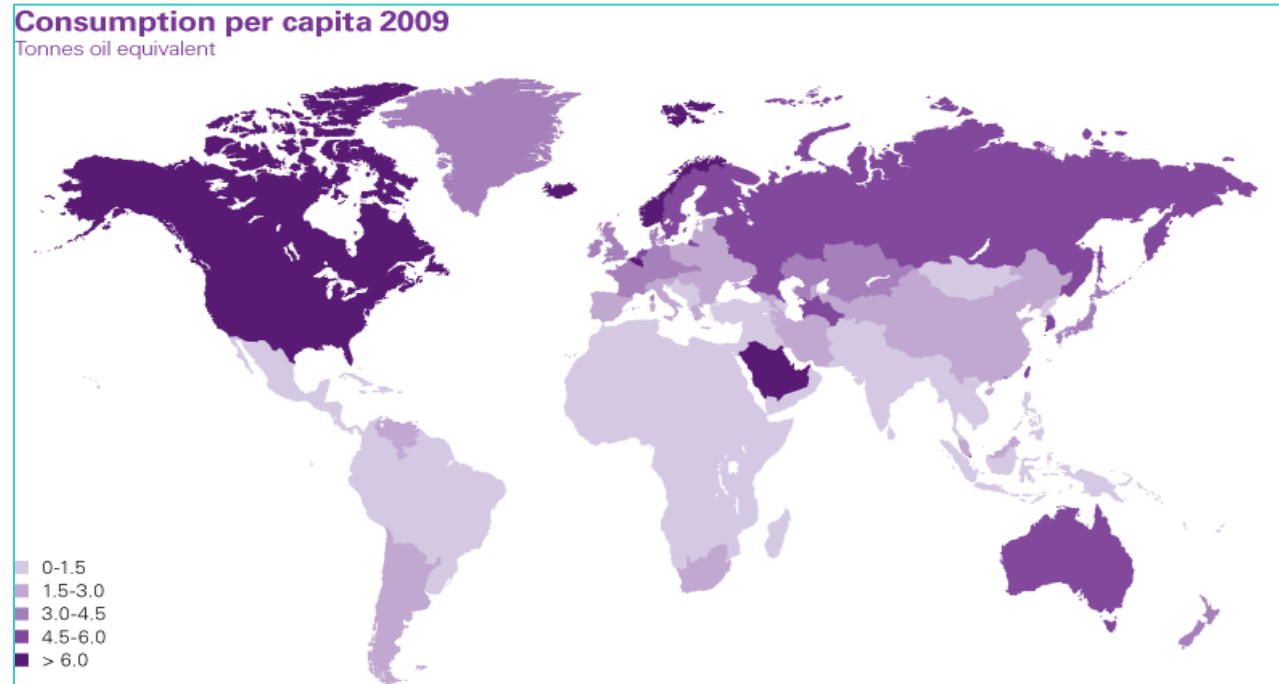 Consumption per capita 2009
Tonnes oil equivalent
0-1.5
1.5-3.0
3.0-4.5
4.5-6.0
> 6.0